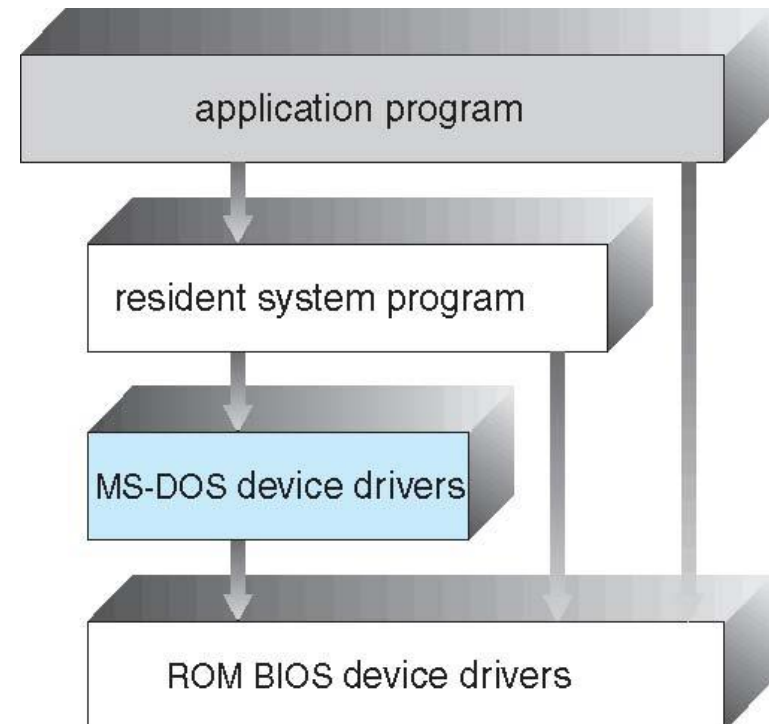 application program
resident system program
MS-DOS device drivers
ROM BIOS device drivers